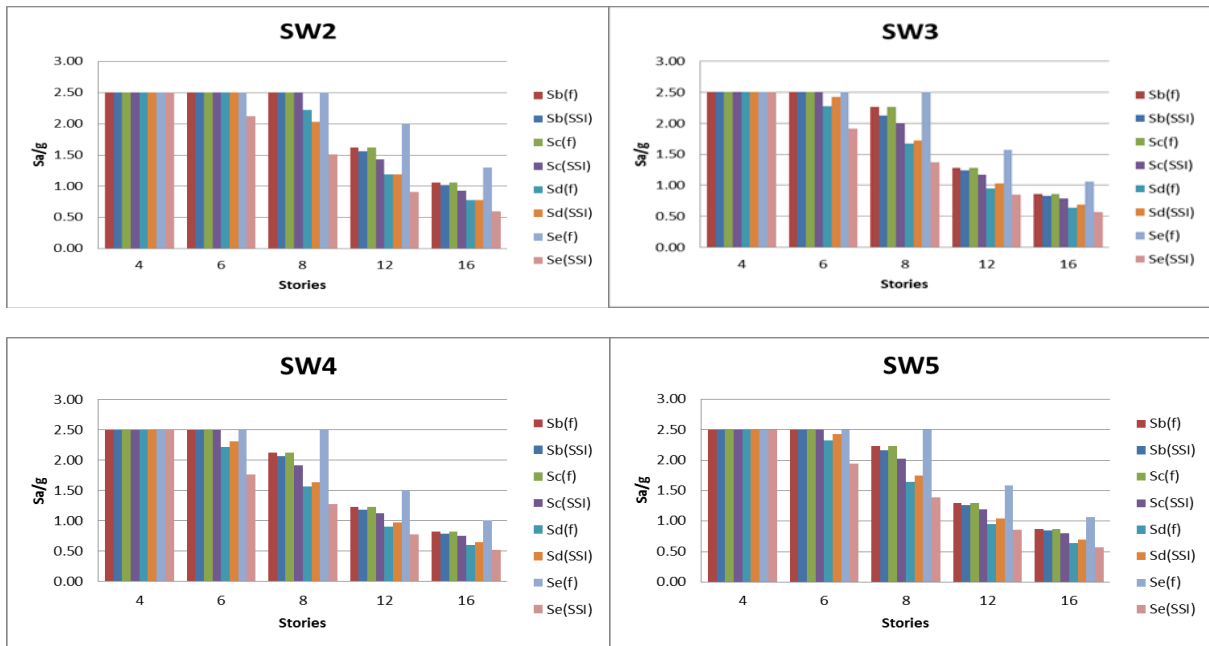 SW2
3.00
2.50
2.00
1.50
1.00
0.50
0.00
Sa/g
4 6 8 12 16
Stories
Sb(f)
Sb(SSI)
Sc(f)
Sc(SSI)
Sd(f)
Sd(SSI)
Se(f)
Se(SSI)
SW3
3.00
2.50
2.00
1.50
1.00
0.50
0.00
Sa/g
4 6 8 12 16
Stories
Sb(f)
Sb(SSI)
Sc(f)
Sc(SSI)
Sd(f)
Sd(SSI)
Se(f)
Se(SSI)
SW4
3.00
2.50
2.00
1.50
1.00
0.50
0.00
Sa/g
4 6 8 12 16
Stories
Sb(f)
Sb(SSI)
Sc(f)
Sc(SSI)
Sd(f)
Sd(SSI)
Se(f)
Se(SSI)
SW5
3.00
2.50
2.00
1.50
1.00
0.50
0.00
Sa/g
4 6 8 12 16
Stories
Sb(f)
Sb(SSI)
Sc(f)
Sc(SSI)
Sd(f)
Sd(SSI)
Se(f)
Se(SSI)